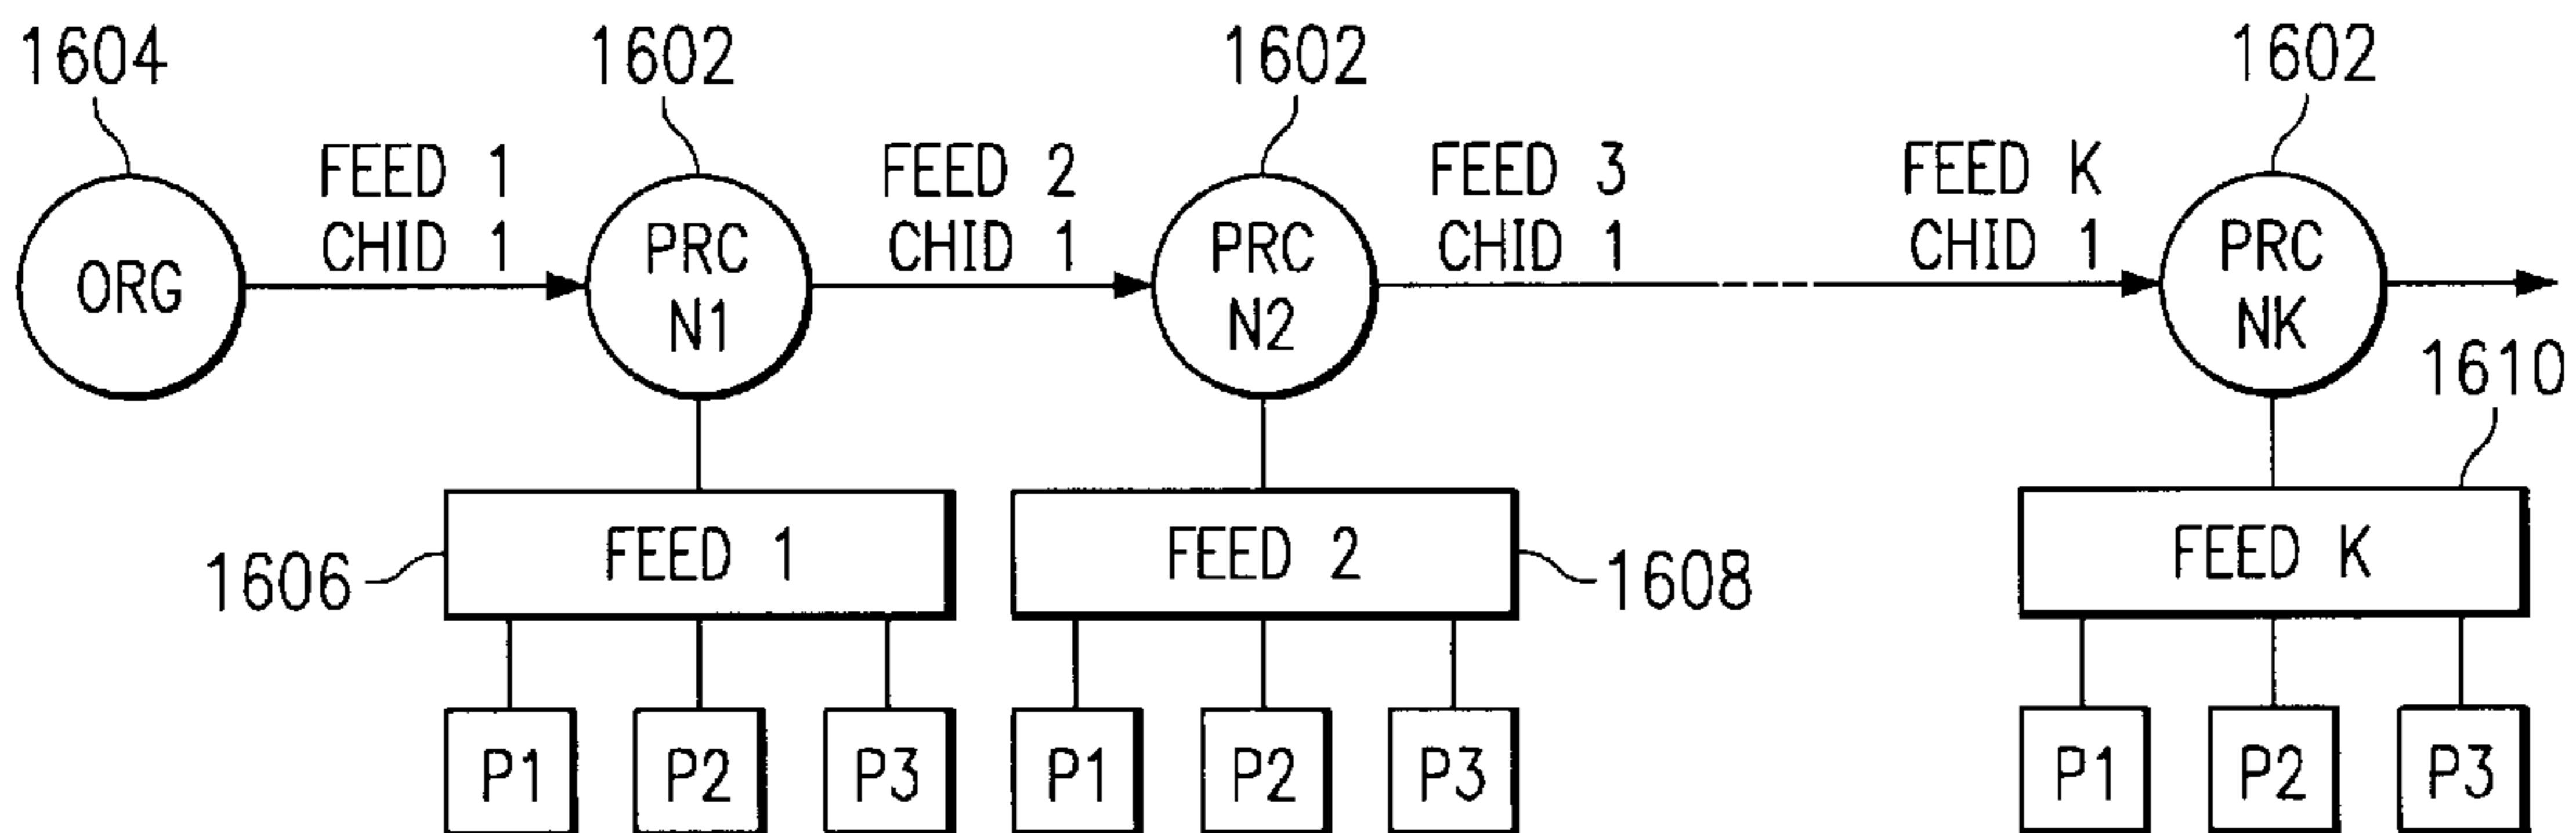 1604
1602
1602
1602
FEED 1
CHID 1
FEED 2
CHID 1
FEED 3
CHID 1
FEED K
CHID 1
ORG
PRC
N1
PRC
N2
PRC
NK
1610
1606
FEED 1
FEED 2
1608
FEED K
P1
P2
P3
P1
P2
P3
P1
P2
P3